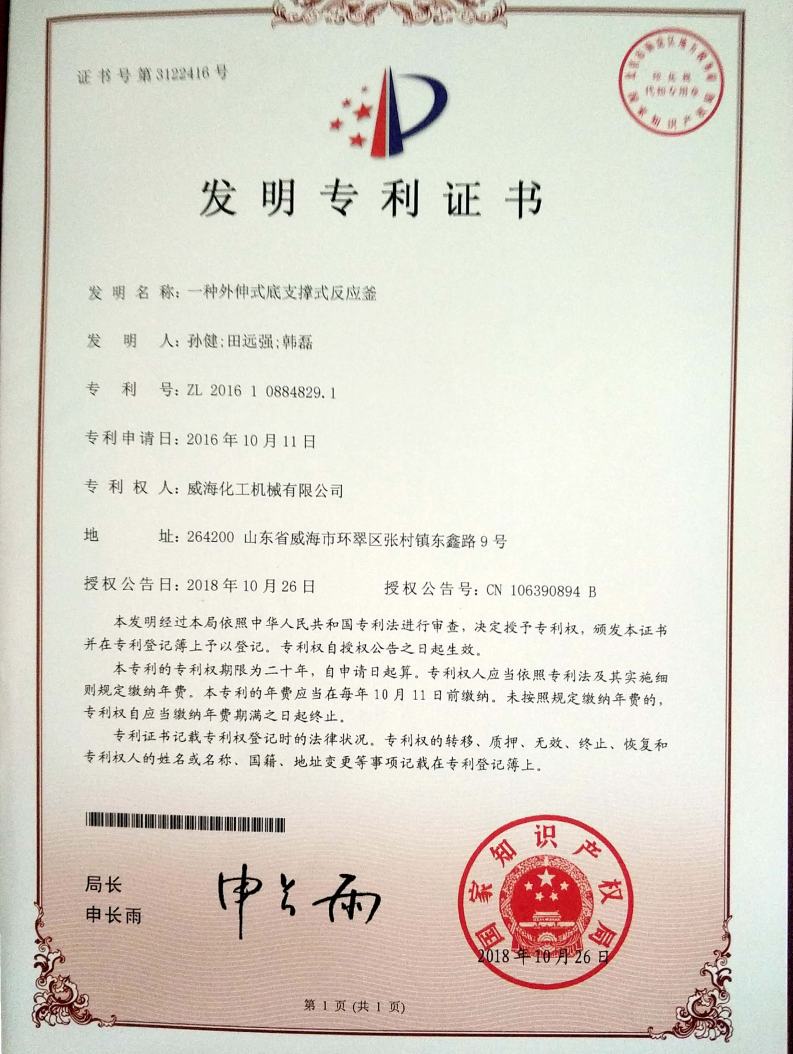 证书号第3122416号
发明专利证书
发明名称：一种外伸式底支撑式反应釜
发明人：孙健;田远强;韩磊
专利号：ZL 2016 1 0884829.1
专利申请日：2016年10月11日
专利权人：威海化工机械有限公司
地址：264200 山东省威海市环翠区张村镇东鑫路9号
授权公告日：2018年10月26日 授权公告号：CN 106390894 B
本发明经过本局依照中华人民共和国专利法进行审查，决定授予专利权，颁发本证书
并在专利登记簿上予以登记。专利权自授权公告之日起生效。
本专利的专利权期限为二十年，自申请日起算。专利权人应当依照专利法及其实施细
则规定缴纳年费。本专利的年费应当在每年10月11日前缴纳。未按照规定缴纳年费的，
专利权自应当缴纳年费期满之日起终止。
专利证书记载专利权登记时的法律状况。专利权的转移、质押、无效、终止、恢复和
专利权人的姓名或名称、国籍、地址变更等事项记载在专利登记簿上。
局长
申长雨
申长雨
国家知识产权局
2018年10月26日
第1页(共1页)